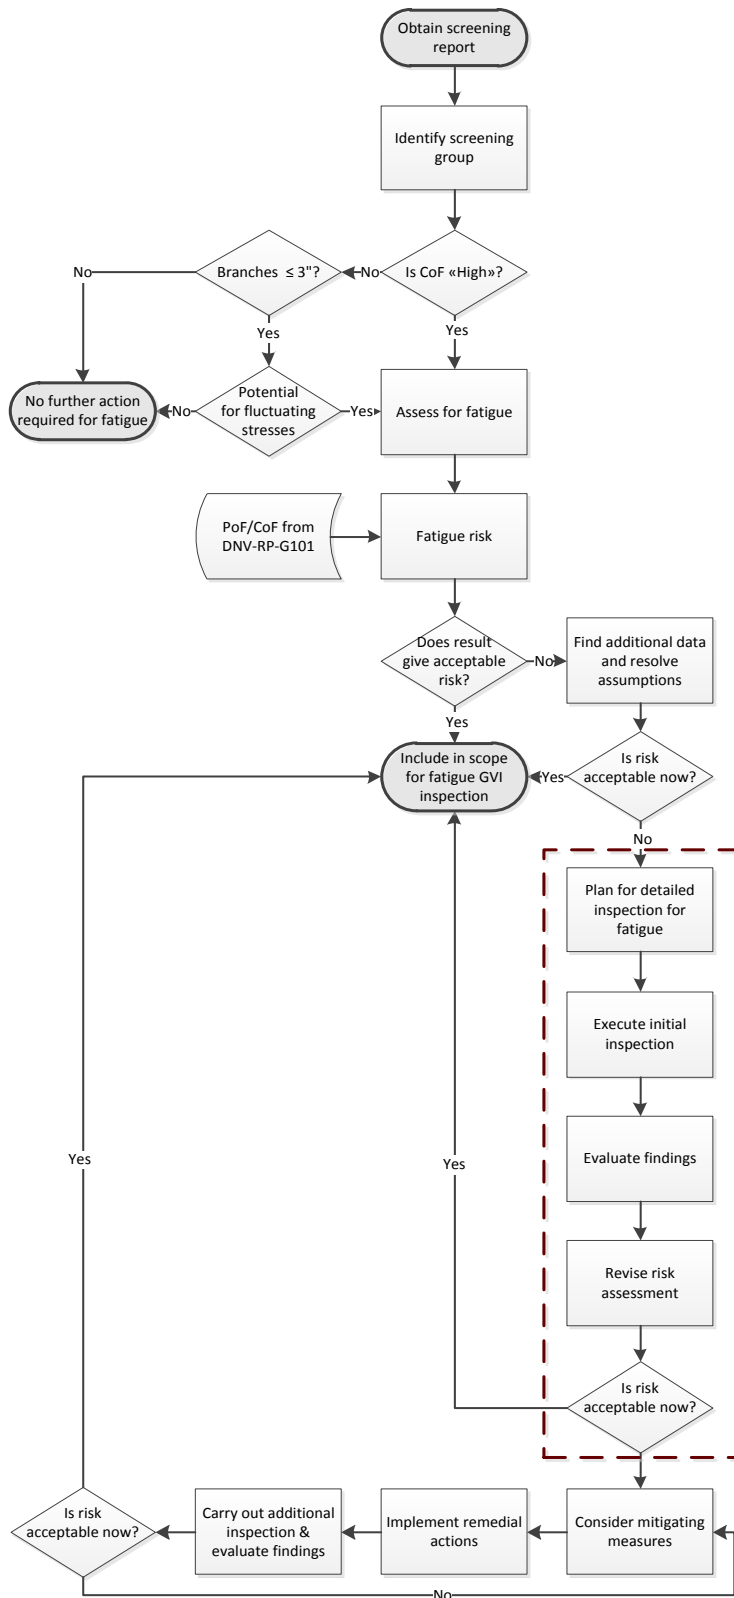 Obtain screening
report
Identify screening
group
Is CoF «High»?
No
Branches ≤ 3"?
No
Yes
Yes
Potential
for fluctuating
stresses
No
No further action
required for fatigue
Yes
Assess for fatigue
PoF/CoF from
DNV-RP-G101
Fatigue risk
Does result
give acceptable
risk?
No
Find additional data
and resolve
assumptions
Yes
Include in scope
for fatigue GVI
inspection
Yes
Is risk
acceptable now?
No
Plan for detailed
inspection for
fatigue
Execute initial
inspection
Evaluate findings
Yes
Yes
Revise risk
assessment
Is risk
acceptable now?
Consider mitigating
measures
Implement remedial
actions
Carry out additional
inspection &
evaluate findings
Is risk
acceptable now?
No